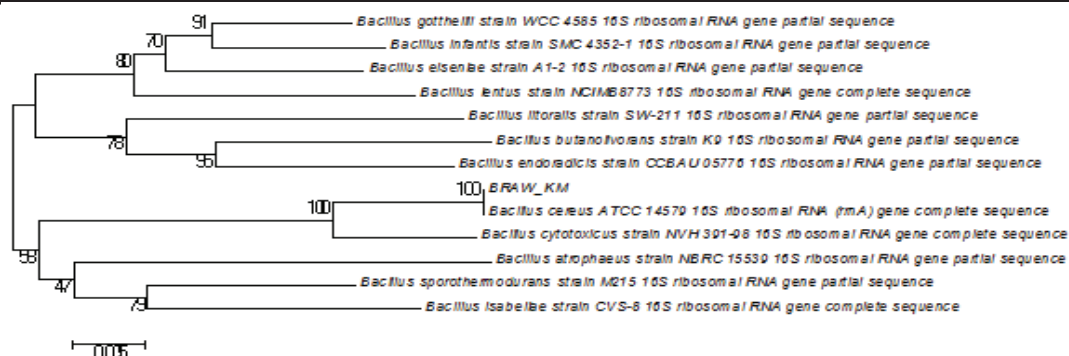 91
Bacillus gottheilii strain WCC 4585 16S ribosomal RNA gene partial sequence
70
Bacillus infantis strain SMC 4352-1 16S ribosomal RNA gene partial sequence
80
Bacillus eiseniae strain A1-2 16S ribosomal RNA gene partial sequence
Bacillus lentus strain NCIMB8773 16S ribosomal RNA gene complete sequence
Bacillus litoralis strain SW-211 16S ribosomal RNA gene partial sequence
78
Bacillus butanolivorans strain K9 16S ribosomal RNA gene partial sequence
95
Bacillus endoradicis strain CCBAU 05776 16S ribosomal RNA gene partial sequence
100
BRAW_KM
100
Bacillus cereus ATCC 14579 16S ribosomal RNA (rrnA) gene complete sequence
Bacillus cytotoxicus strain NVH 391-98 16S ribosomal RNA gene complete sequence
58
Bacillus atrophaeus strain NBRC 15539 16S ribosomal RNA gene partial sequence
47
Bacillus sporothermodurans strain M215 16S ribosomal RNA gene partial sequence
79
Bacillus isabeliae strain CVS-8 16S ribosomal RNA gene complete sequence
0.005